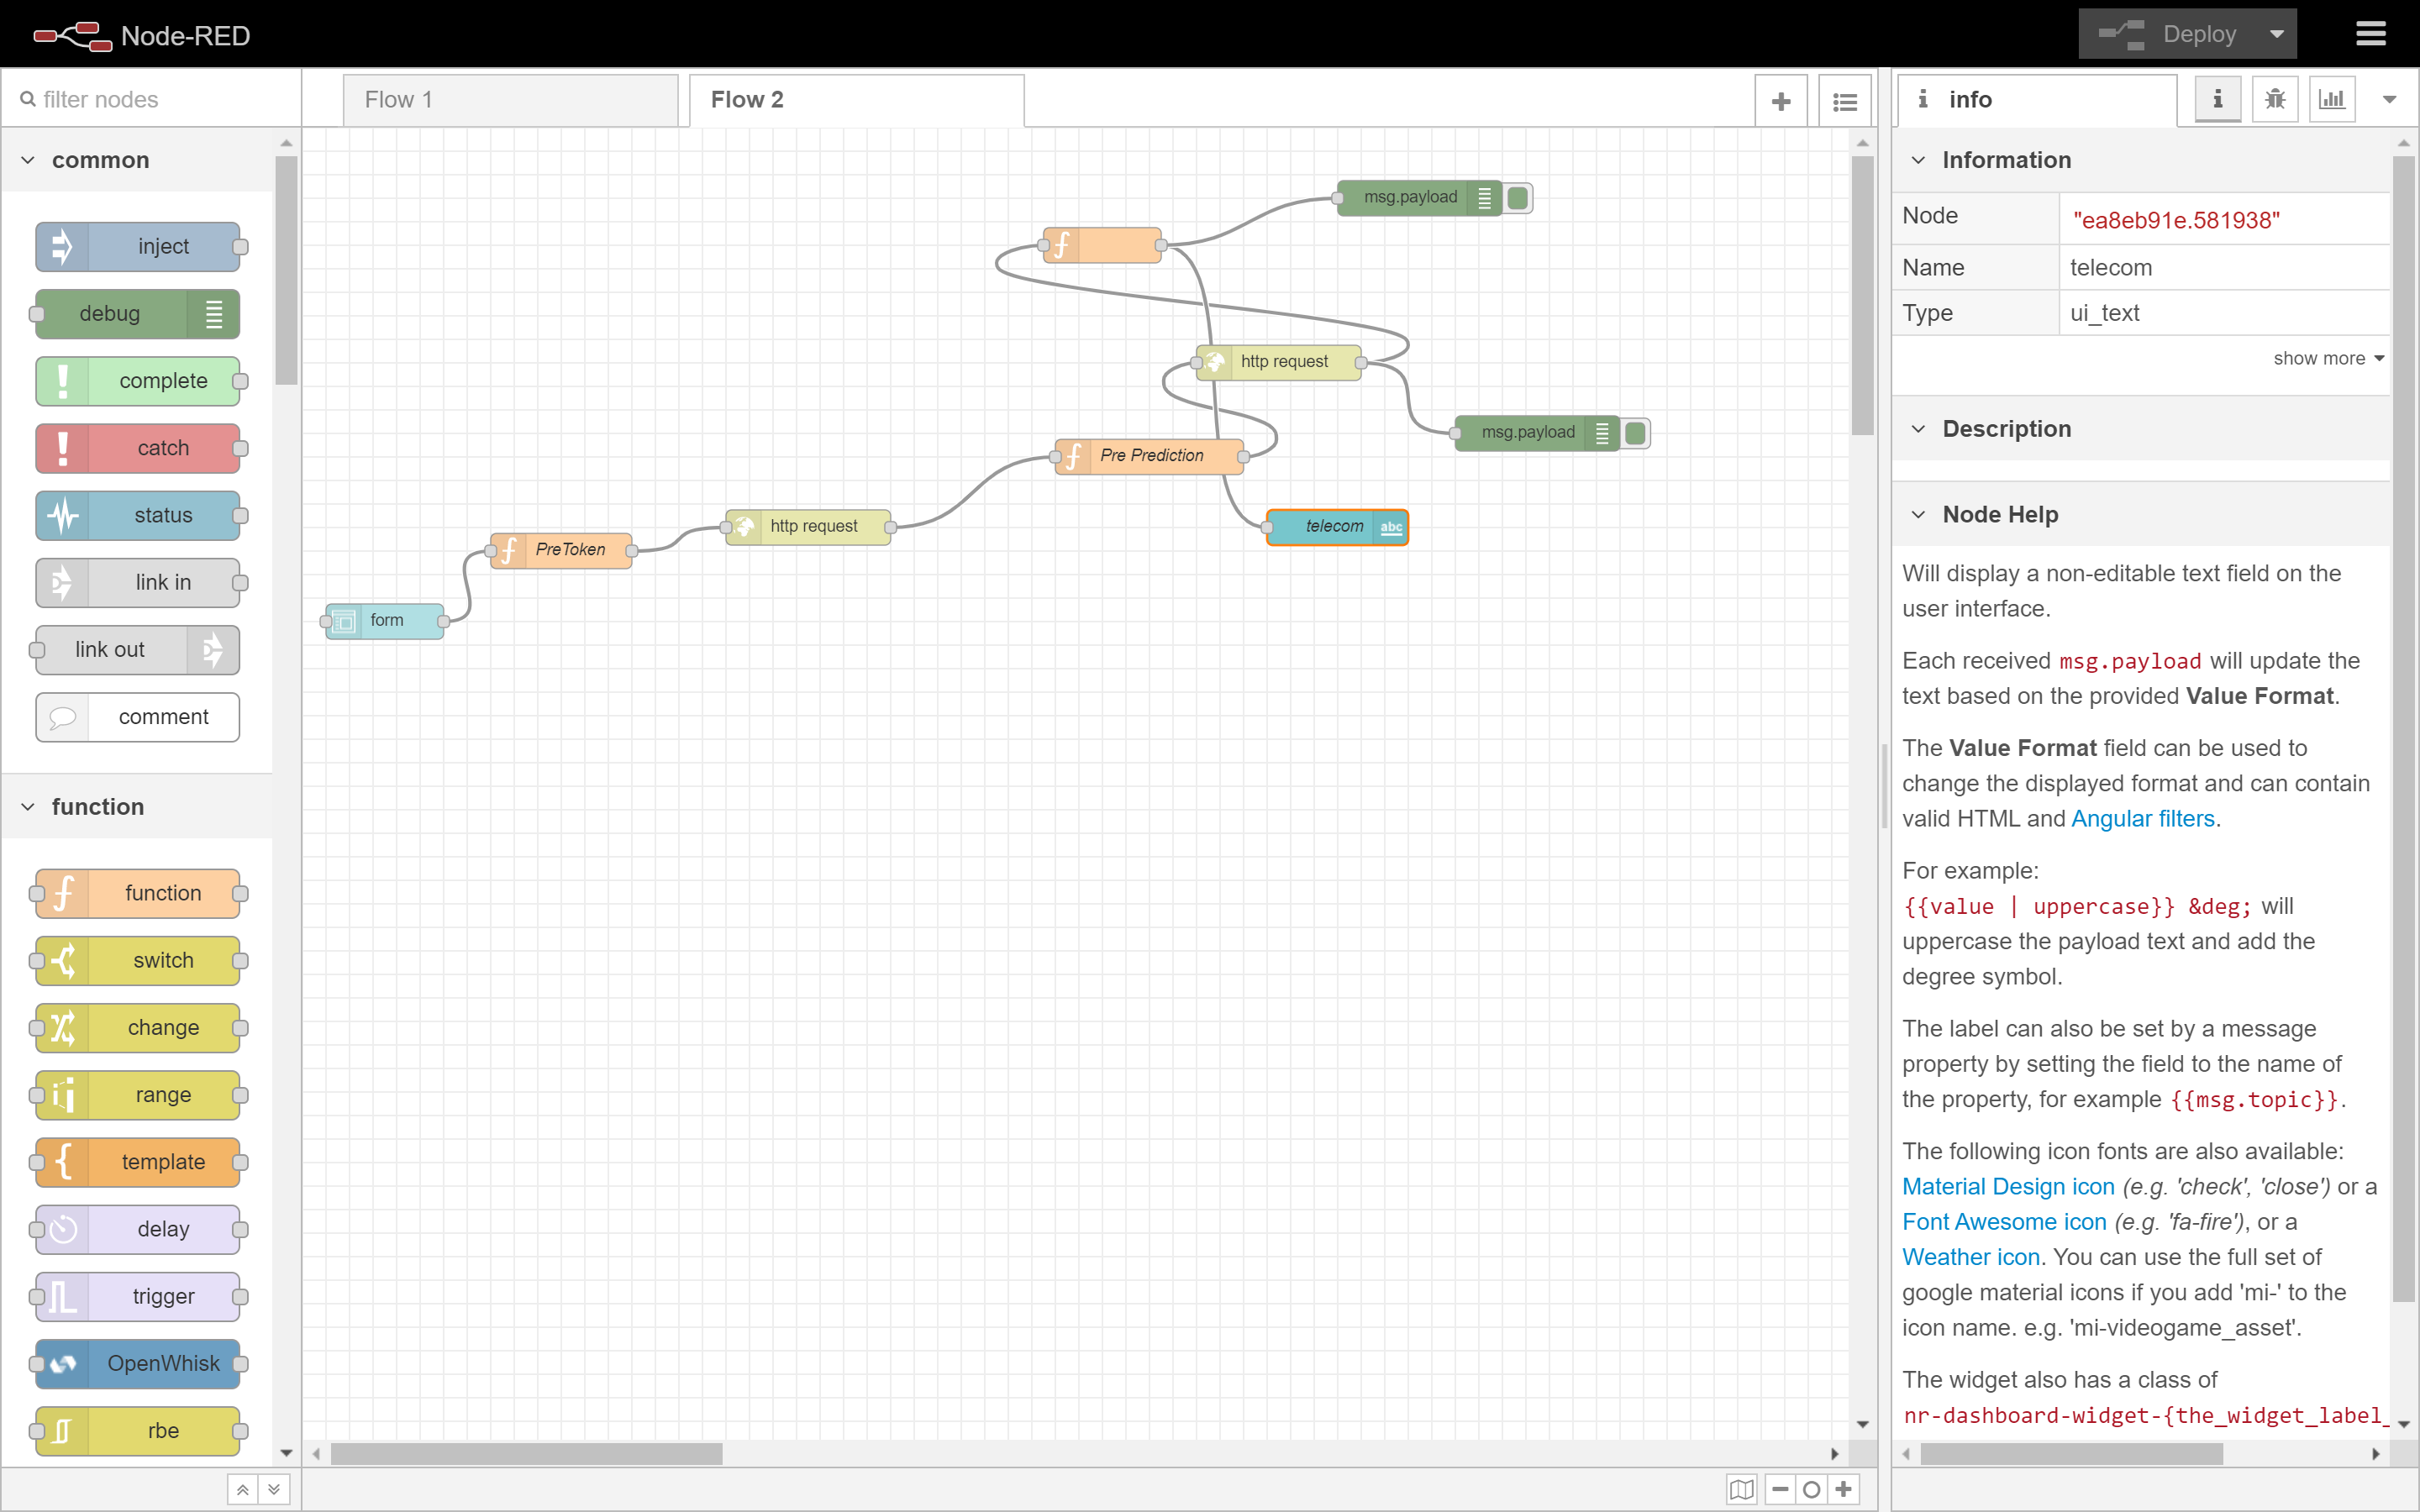 Node-RED
Deploy
filter nodes
Flow 1
Flow 2
info
common
inject
debug
complete
catch
status
link in
link out
comment
function
function
switch
change
range
template
delay
trigger
OpenWhisk
rbe
msg.payload
http request
msg.payload
Pre Prediction
http request
telecom
abc
PreToken
form
Information
Node "ea8eb91e.581938"
Name telecom
Type ui_text
show more
Description
Node Help
Will display a non-editable text field on the
user interface.
Each received msg.payload will update the
text based on the provided Value Format.
The Value Format field can be used to
change the displayed format and can contain
valid HTML and Angular filters.
For example:
{{value | uppercase}} &deg; will
uppercase the payload text and add the
degree symbol.
The label can also be set by a message
property by setting the field to the name of
the property, for example {{msg.topic}}.
The following icon fonts are also available:
Material Design icon (e.g. 'check', 'close') or a
Font Awesome icon (e.g. 'fa-fire'), or a
Weather icon. You can use the full set of
google material icons if you add 'mi-' to the
icon name. e.g. 'mi-videogame_asset'.
The widget also has a class of
nr-dashboard-widget-{the_widget_label_